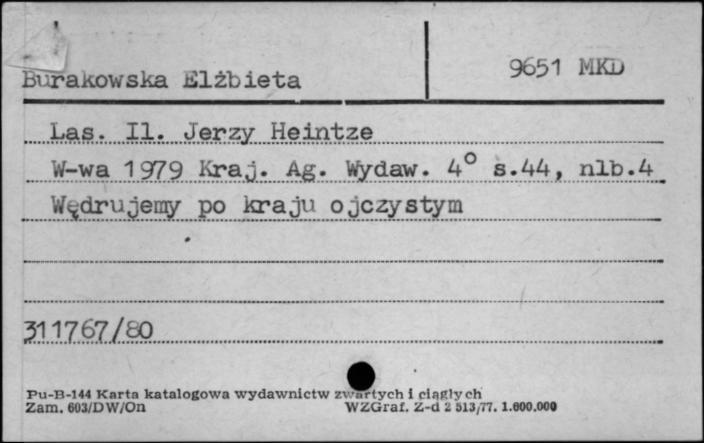 Burakowska Elżbieta
9651 MKD
Las. Il. Jerzy Heintze
W-wa 1979 Kraj. Ag. Wydaw. 4° s.44, nlb.4
Wędrujemy po kraju ojczystym
311767/80
Pu-B-144 Karta katalogowa wydawnictw zwartych i ciągłych
Zam. 603/DW/On WZGraf. Z-d 2 513/77. 1.600.000